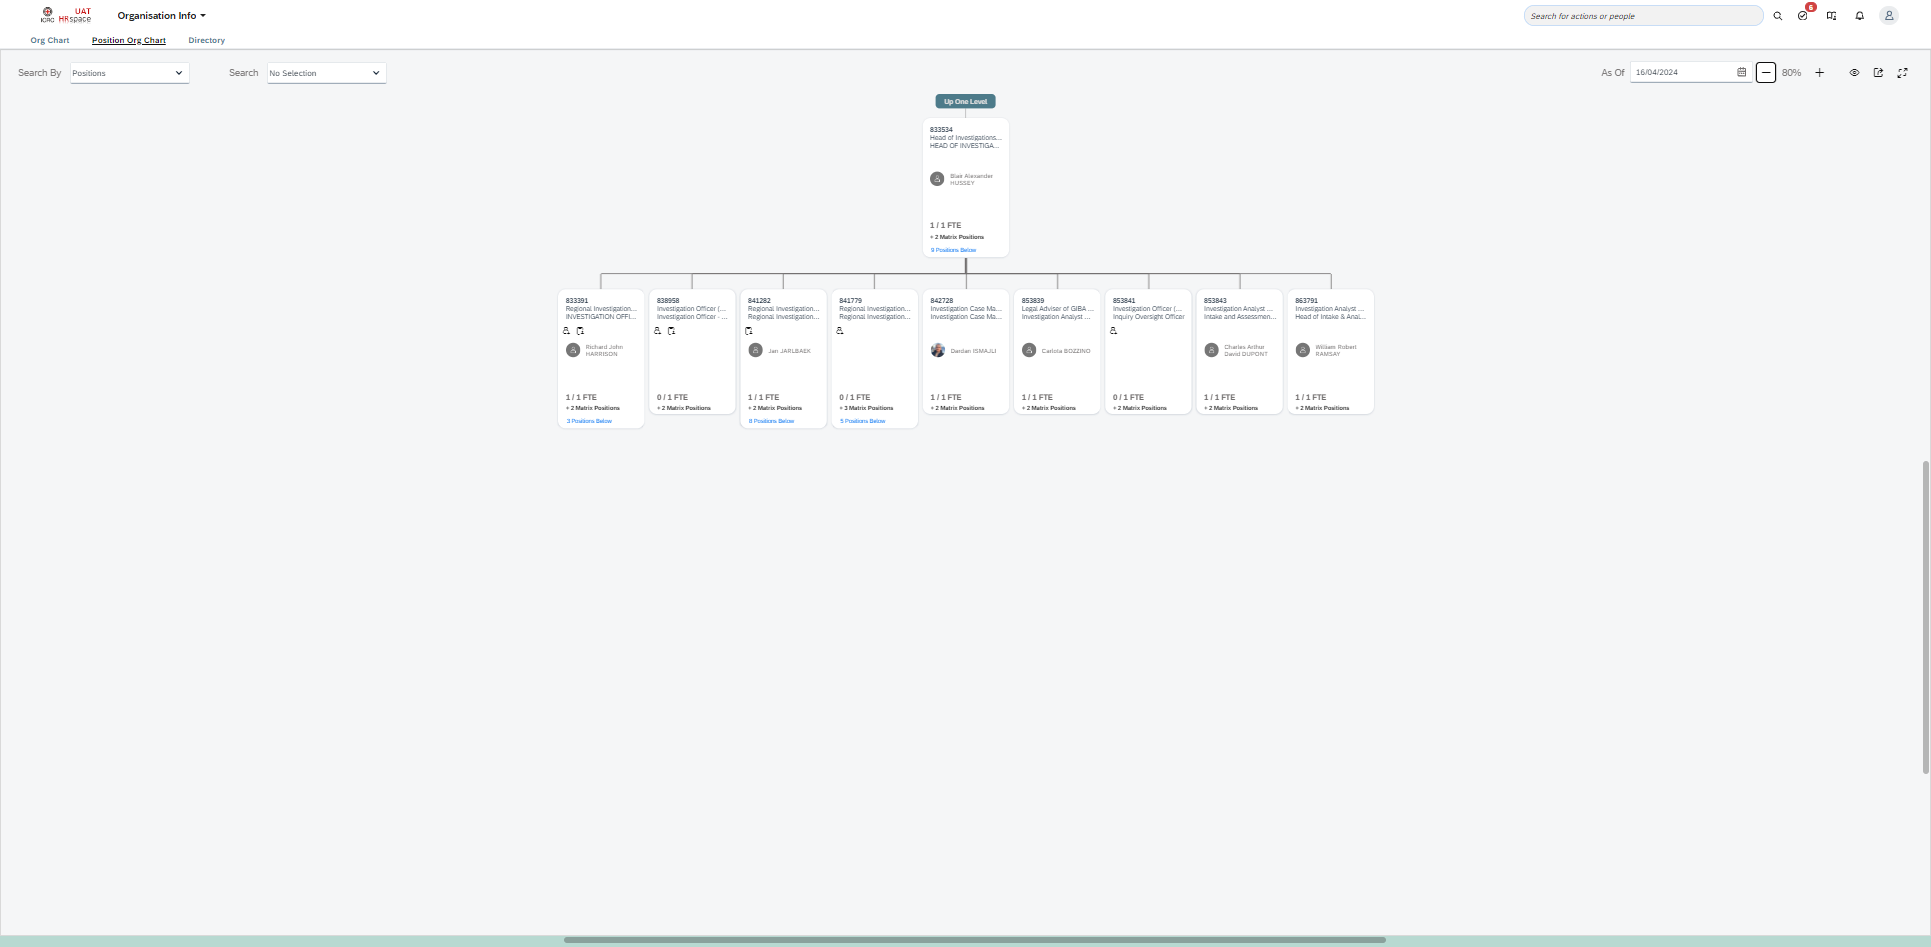 UAT
ICRC HRspace
Organisation Info
Search for actions or people
6
Org Chart
Position Org Chart
Directory
Search By
Positions
Search
No Selection
As Of
16/04/2024
80%
Up One Level
833534
Head of Investigations...
HEAD OF INVESTIGA...
Blair Alexander
HUSSEY
1 / 1 FTE
+ 2 Matrix Positions
9 Positions Below
833391
Regional Investigation...
INVESTIGATION OFFI...
Richard John
HARRISON
1 / 1 FTE
+ 2 Matrix Positions
3 Positions Below
838958
Investigation Officer (...
Investigation Officer - ...
0 / 1 FTE
+ 2 Matrix Positions
841282
Regional Investigation...
Regional Investigation...
Jan JARLBAEK
1 / 1 FTE
+ 2 Matrix Positions
6 Positions Below
841779
Regional Investigation...
Regional Investigation...
0 / 1 FTE
+ 3 Matrix Positions
5 Positions Below
842728
Investigation Case Ma...
Investigation Case Ma...
Dardan ISMAJLI
1 / 1 FTE
+ 2 Matrix Positions
853839
Legal Adviser of GIBA ...
Investigation Analyst ...
Carlota BOZZINO
1 / 1 FTE
+ 2 Matrix Positions
853841
Investigation Officer (...
Inquiry Oversight Officer
0 / 1 FTE
+ 2 Matrix Positions
853843
Investigation Analyst ...
Intake and Assessmen...
Charles Arthur
David DUPONT
1 / 1 FTE
+ 2 Matrix Positions
863791
Investigation Analyst ...
Head of Intake & Anal...
William Robert
RAMSAY
1 / 1 FTE
+ 2 Matrix Positions